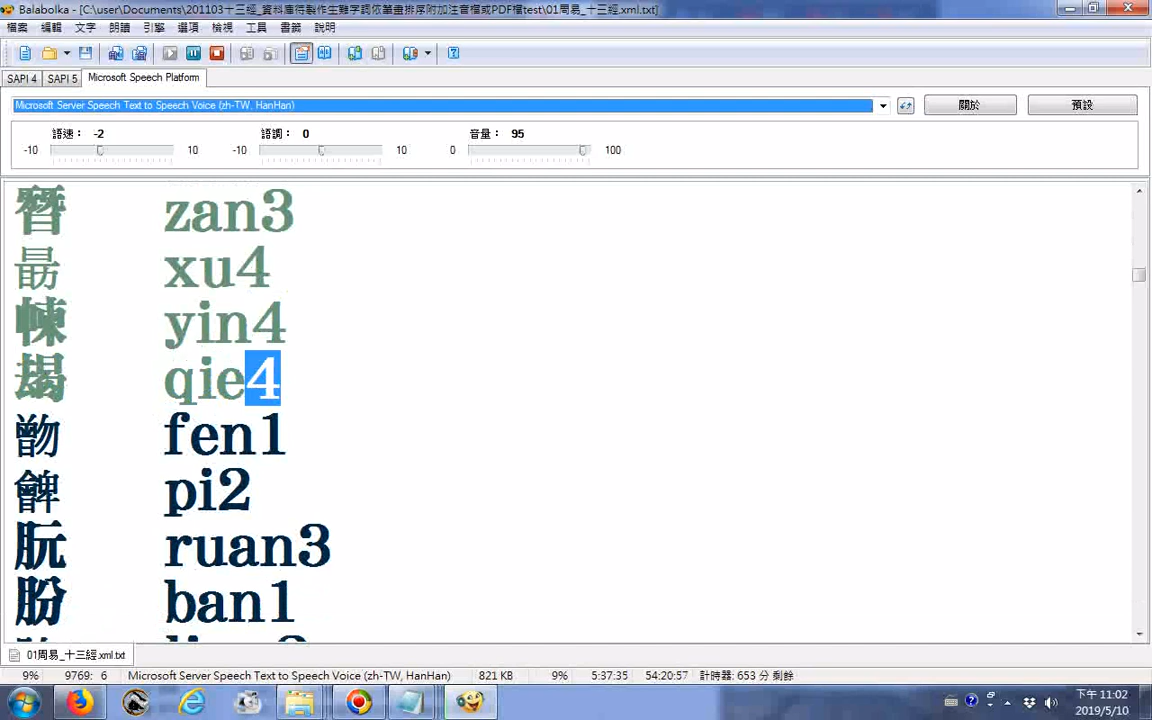 Balabolka - [C:\user\Documents\201103十三經_資料庫待製作生難字詞依筆畫排序附加注音檔或PDF檔test\01周易_十三經.xml.txt]
檔案 編輯 文字 朗讀 引擎 選項 檢視 工具 書籤 說明
SAPI 4 SAPI 5 Microsoft Speech Platform
Microsoft Server Speech Text to Speech Voice (zh-TW, HanHan) 關於 預設
語速： -2 語調： 0 音量： 95
-10 10 -10 10 0 100
zan3
xu4
yin4
朅 qie4
fen1
pi2
朊 ruan3
朌 ban1
01周易_十三經.xml.txt
9% 9769: 6 Microsoft Server Speech Text to Speech Voice (zh-TW, HanHan) 821 KB 9% 5:37:35 54:20:57 計時器: 653 分 剩餘
下午 11:02
2019/5/10